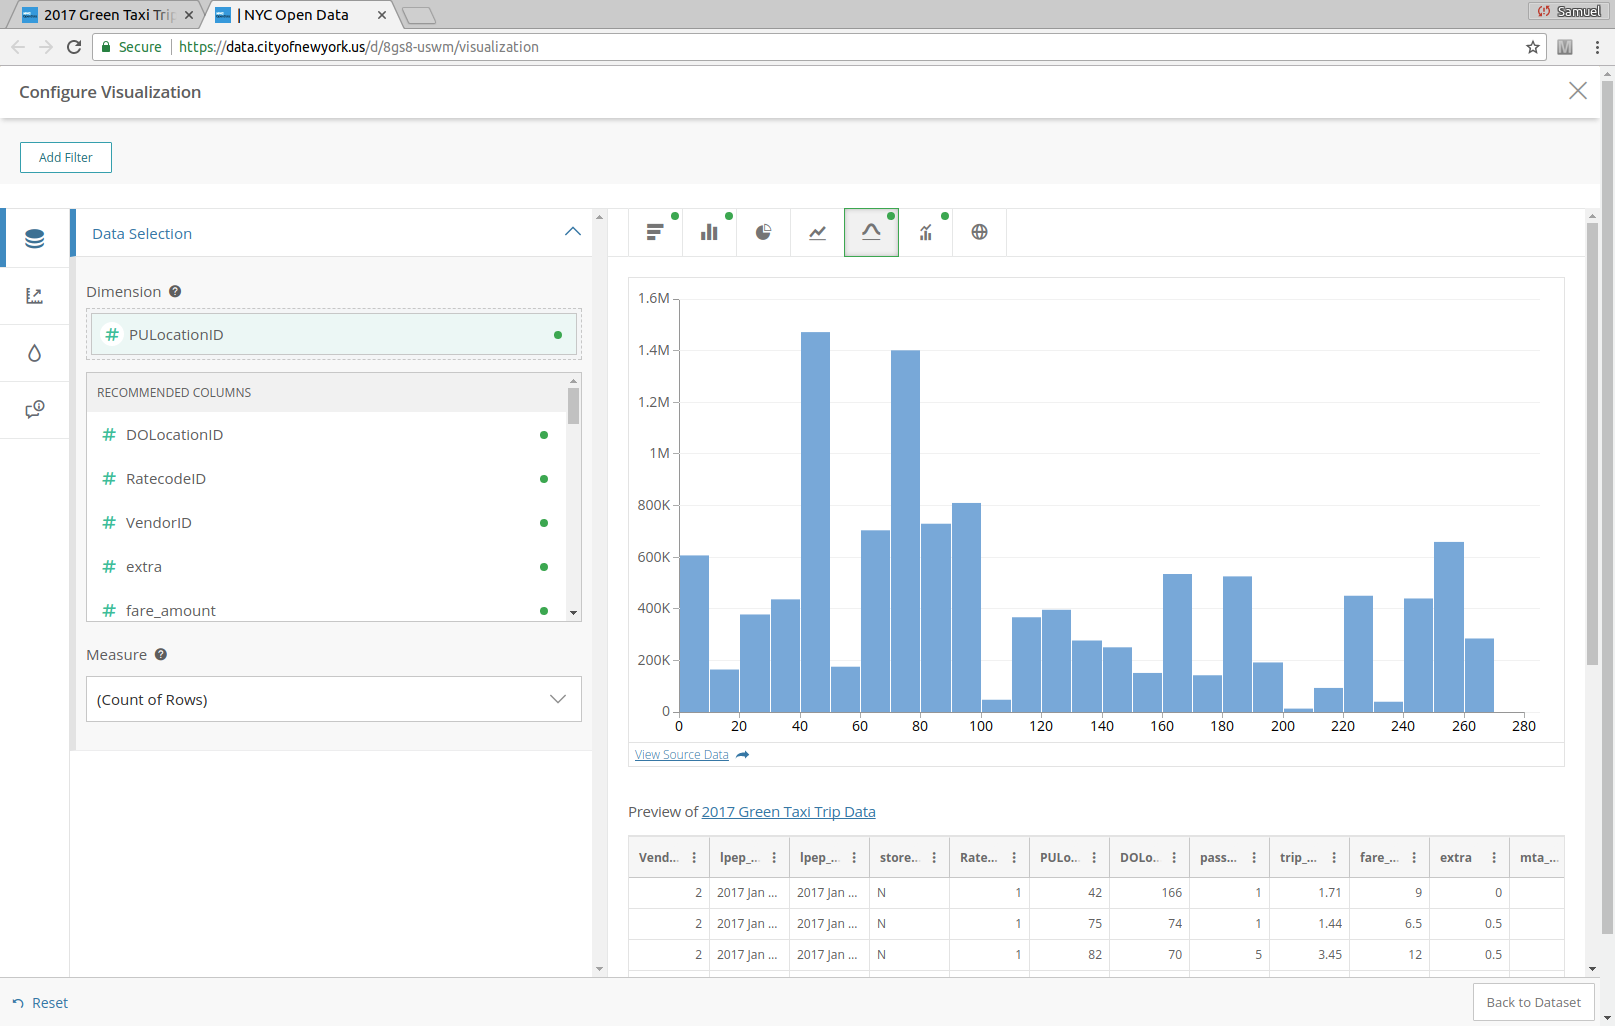 2017 Green Taxi Tri
| NYC Open Data
Samuel
Secure https://data.cityofnewyork.us/d/8gs8-uswm/visualization
Configure Visualization
Add Filter
Data Selection
Dimension
# PULocationID
RECOMMENDED COLUMNS
# DOLocationID
# RatecodeID
# VendorID
# extra
# fare_amount
Measure
(Count of Rows)
1.6M
1.4M
1.2M
1M
800K
600K
400K
200K
0
0 20 40 60 80 100 120 140 160 180 200 220 240 260 280
View Source Data
Preview of 2017 Green Taxi Trip Data
Vend... lpep_... lpep_... store... Rate... PULo... DOLo... pass... trip_... fare_... extra mta_...
2 2017 Jan ... 2017 Jan ... N 1 42 166 1 1.71 9 0
2 2017 Jan ... 2017 Jan ... N 1 75 74 1 1.44 6.5 0.5
2 2017 Jan ... 2017 Jan ... N 1 82 70 5 3.45 12 0.5
Reset
Back to Dataset